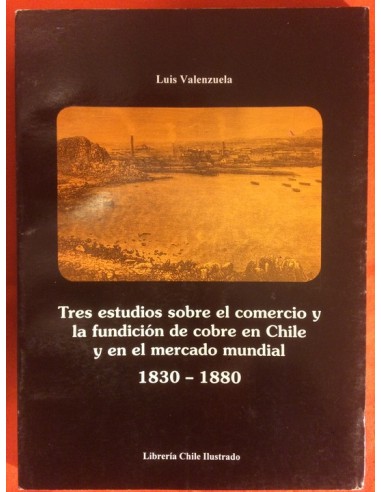 Luis Valenzuela
Tres estudios sobre el comercio y
la fundición de cobre en Chile
y en el mercado mundial
1830 - 1880
Librería Chile Ilustrado